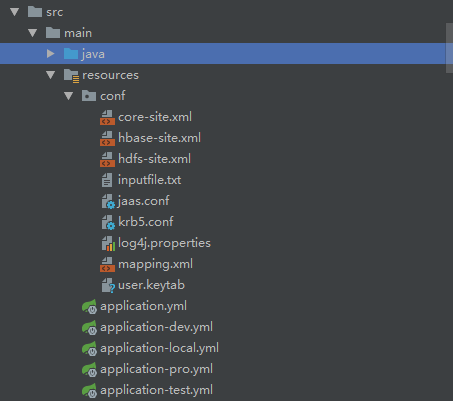 src
main
java
resources
conf
core-site.xml
hbase-site.xml
hdfs-site.xml
inputfile.txt
jaas.conf
krb5.conf
log4j.properties
mapping.xml
user.keytab
application.yml
application-dev.yml
application-local.yml
application-pro.yml
application-test.yml